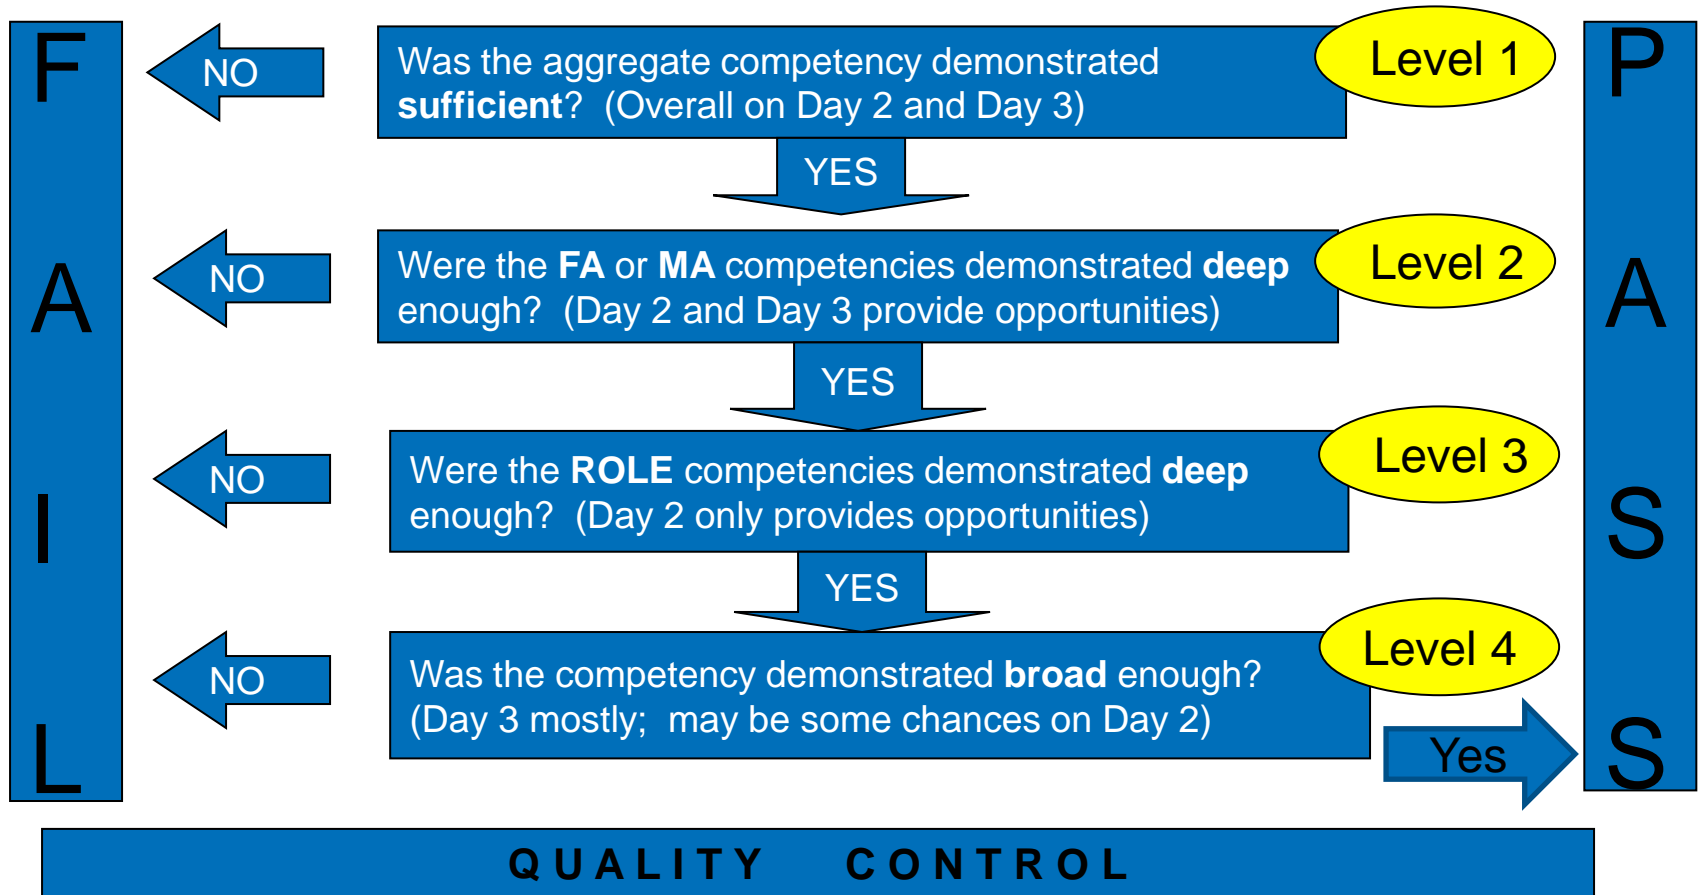 F
A
I
L
NO
Was the aggregate competency demonstrated
sufficient? (Overall on Day 2 and Day 3)
Level 1
YES
NO
Were the FA or MA competencies demonstrated deep
enough? (Day 2 and Day 3 provide opportunities)
Level 2
YES
NO
Were the ROLE competencies demonstrated deep
enough? (Day 2 only provides opportunities)
Level 3
YES
NO
Was the competency demonstrated broad enough?
(Day 3 mostly; may be some chances on Day 2)
Level 4
Yes
P
A
S
S
QUALITY CONTROL